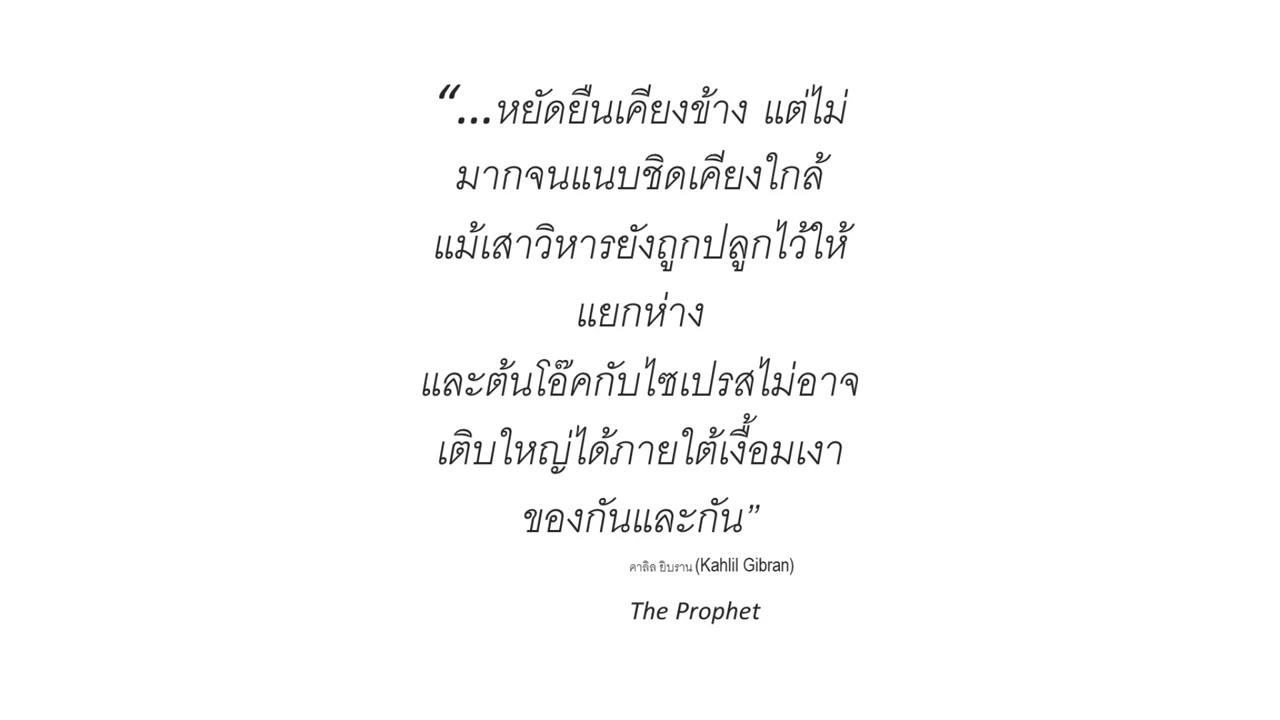 “...หยัดยืนเคียงข้าง แต่ไม่
มากจนแนบชิดเคียงใกล้
แม้เสาวิหารยังถูกปลูกไว้ให้
แยกห่าง
และต้นโอ๊คกับไซเปรสไม่อาจ
เติบใหญ่ได้ภายใต้เงื้อมเงา
ของกันและกัน”
คาลิล ยิบราน (Kahlil Gibran)
The Prophet